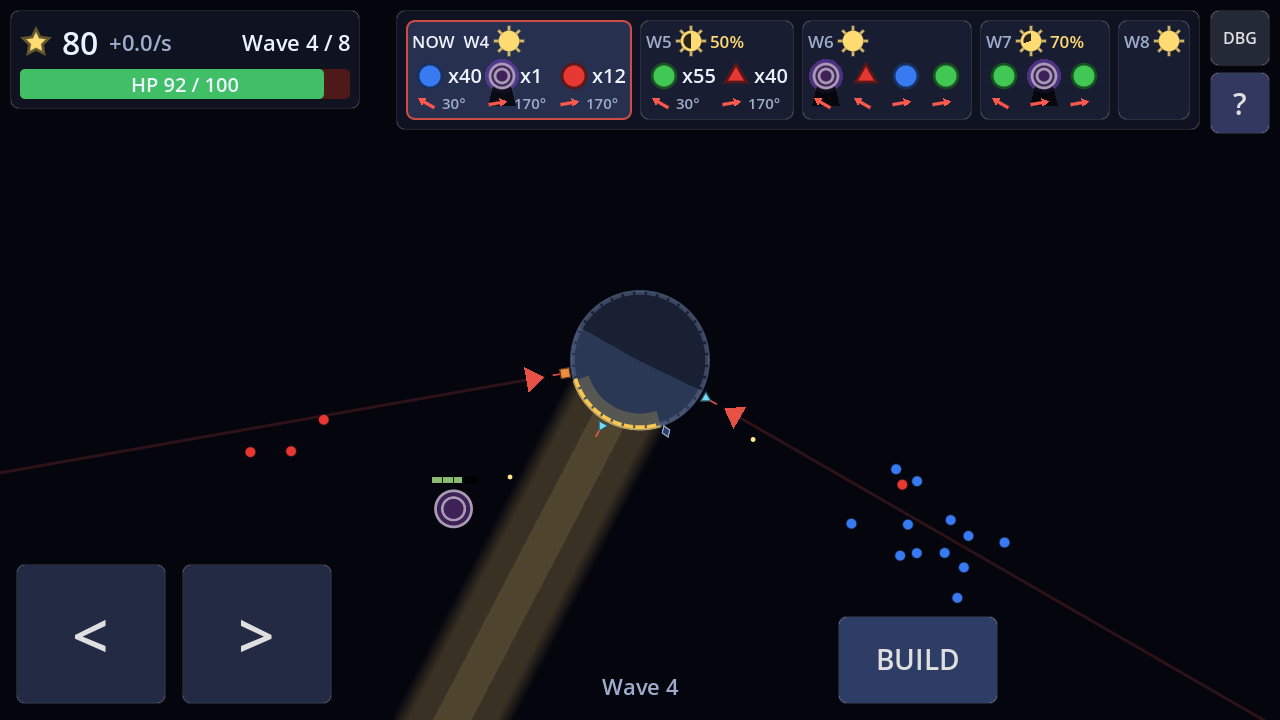 80 +0.0/s Wave 4 / 8
HP 92 / 100
NOW W4
x40 x1 x12
30° 170° 170°
W5 50%
x55 x40
30° 170°
W6
W7 70%
W8
DBG
?
< >
BUILD
Wave 4